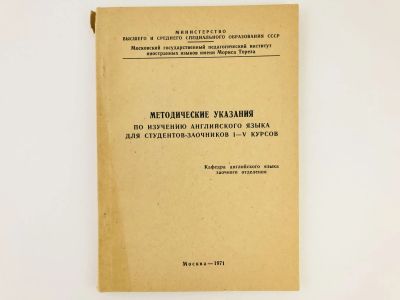 МИНИСТЕРСТВО
ВЫСШЕГО И СРЕДНЕГО СПЕЦИАЛЬНОГО ОБРАЗОВАНИЯ СССР
Московский государственный педагогический институт
иностранных языков имени Мориса Тореза
МЕТОДИЧЕСКИЕ УКАЗАНИЯ
ПО ИЗУЧЕНИЮ АНГЛИЙСКОГО ЯЗЫКА
ДЛЯ СТУДЕНТОВ-ЗАОЧНИКОВ I—V КУРСОВ
Кафедра английского языка
заочного отделения
Москва—1971